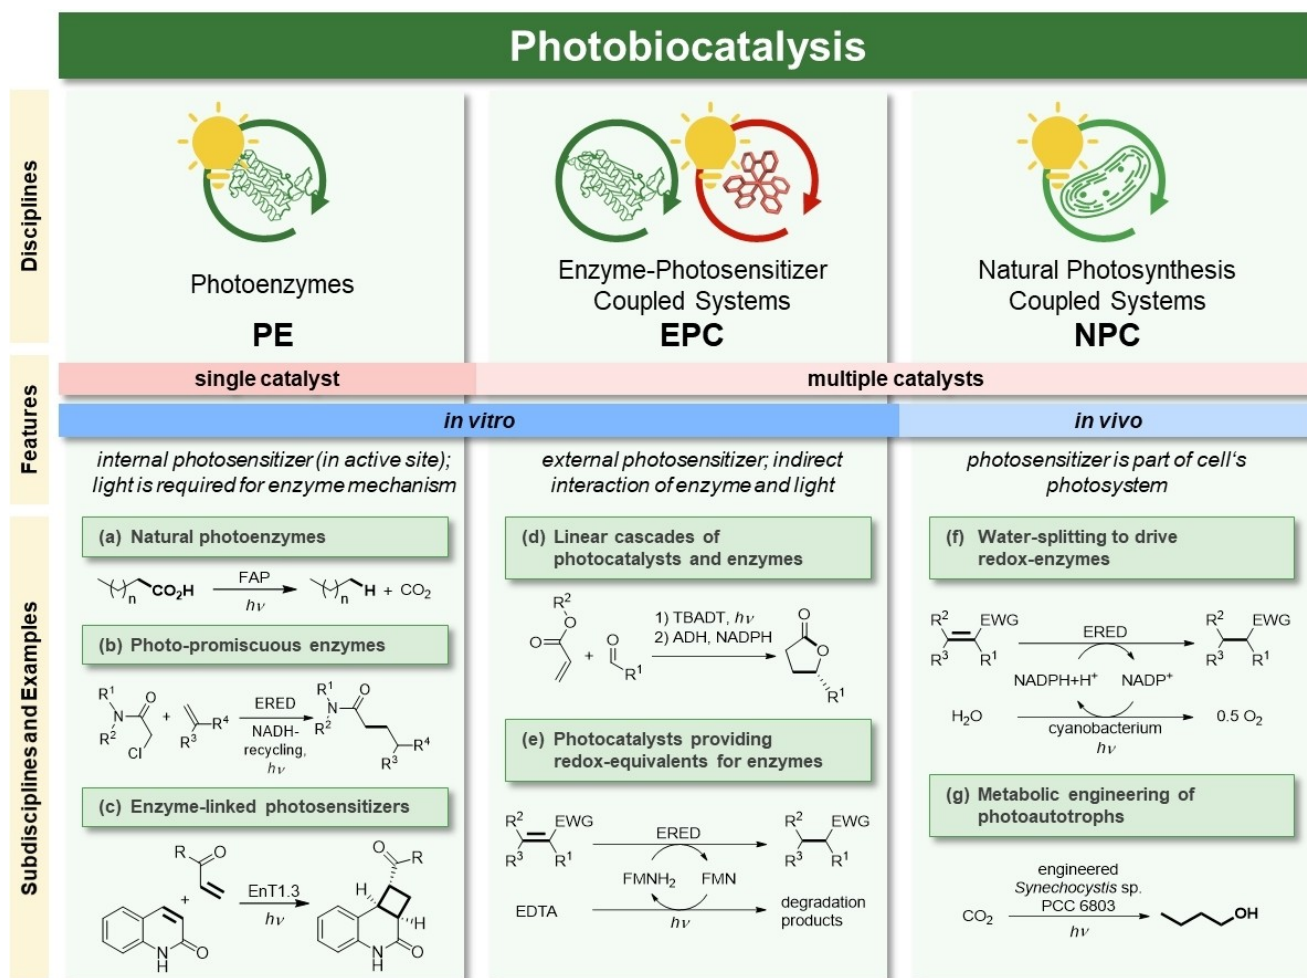 Photobiocatalysis
Disciplines
Photoenzymes
PE
Enzyme-Photosensitizer
Coupled Systems
EPC
Natural Photosynthesis
Coupled Systems
NPC
Features
single catalyst
multiple catalysts
in vitro
in vivo
internal photosensitizer (in active site);
light is required for enzyme mechanism
external photosensitizer; indirect
interaction of enzyme and light
photosensitizer is part of cell's
photosystem
Subdisciplines and Examples
(a) Natural photoenzymes
n
CO₂H
FAP
hν
n
H + CO₂
(b) Photo-promiscuous enzymes
R¹
N
R²
O
Cl
+
R³
R⁴
ERED
NADH-
recycling,
hν
R¹
N
R²
O
R³
R⁴
(c) Enzyme-linked photosensitizers
R
O
+
N
H
O
EnT1.3
hν
O
R
H
H
N
H
O
(d) Linear cascades of
photocatalysts and enzymes
R²
O
O
+
O
R¹
1) TBADT, hν
2) ADH, NADPH
O
O
R¹
(e) Photocatalysts providing
redox-equivalents for enzymes
R²
EWG
R³
R¹
ERED
R²
EWG
R³
R¹
FMNH₂
FMN
EDTA
hν
degradation
products
(f) Water-splitting to drive
redox-enzymes
R²
EWG
R³
R¹
ERED
R²
EWG
R³
R¹
NADPH+H⁺
NADP⁺
H₂O
cyanobacterium
hν
0.5 O₂
(g) Metabolic engineering of
photoautotrophs
CO₂
engineered
Synechocystis sp.
PCC 6803
hν
OH